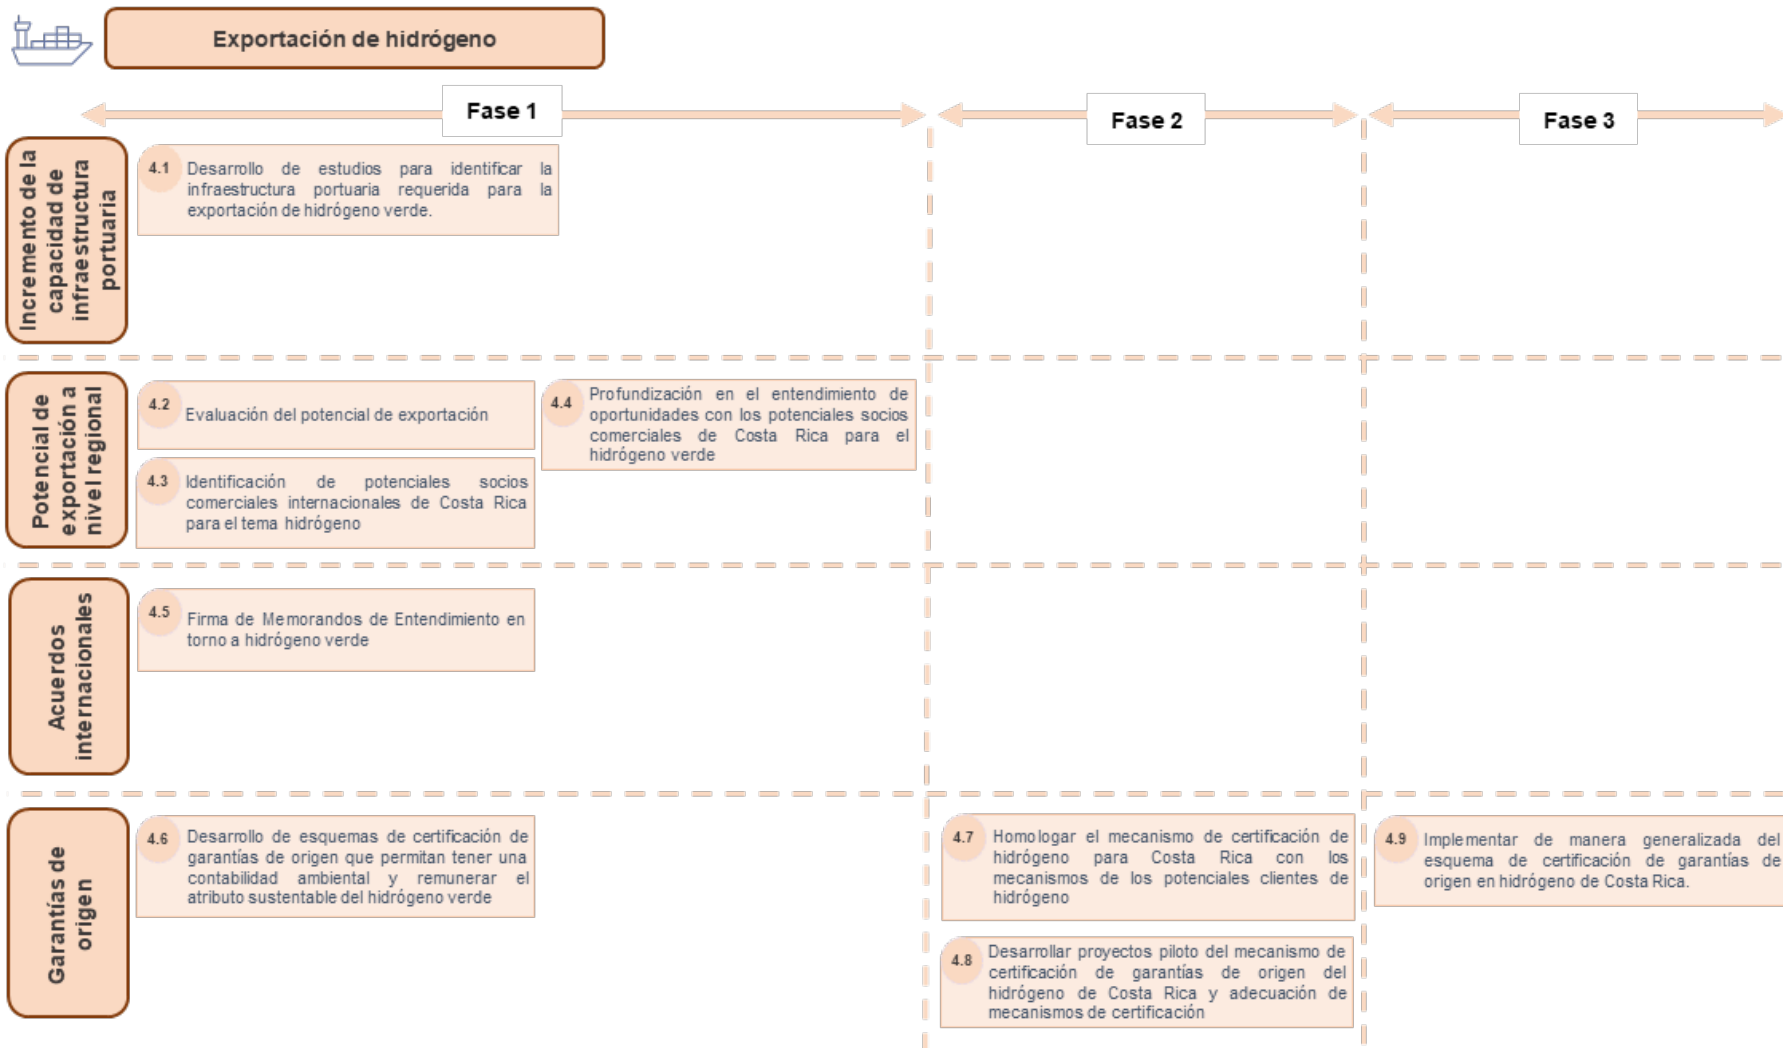 Exportación de hidrógeno
Fase 1
Fase 2
Fase 3
Incremento de la
capacidad de
infraestructura
portuaria
4.1
Desarrollo de estudios para identificar la
infraestructura portuaria requerida para la
exportación de hidrógeno verde.
Potencial de
exportación a
nivel regional
4.2
Evaluación del potencial de exportación
4.3
Identificación de potenciales socios
comerciales internacionales de Costa Rica
para el tema hidrógeno
4.4
Profundización en el entendimiento de
oportunidades con los potenciales socios
comerciales de Costa Rica para el
hidrógeno verde
Acuerdos
internacionales
4.5
Firma de Memorandos de Entendimiento en
torno a hidrógeno verde
Garantías de
origen
4.6
Desarrollo de esquemas de certificación de
garantías de origen que permitan tener una
contabilidad ambiental y remunerar el
atributo sustentable del hidrógeno verde
4.7
Homologar el mecanismo de certificación de
hidrógeno para Costa Rica con los
mecanismos de los potenciales clientes de
hidrógeno
4.8
Desarrollar proyectos piloto del mecanismo de
certificación de garantías de origen del
hidrógeno de Costa Rica y adecuación de
mecanismos de certificación
4.9
Implementar de manera generalizada del
esquema de certificación de garantías de
origen en hidrógeno de Costa Rica.